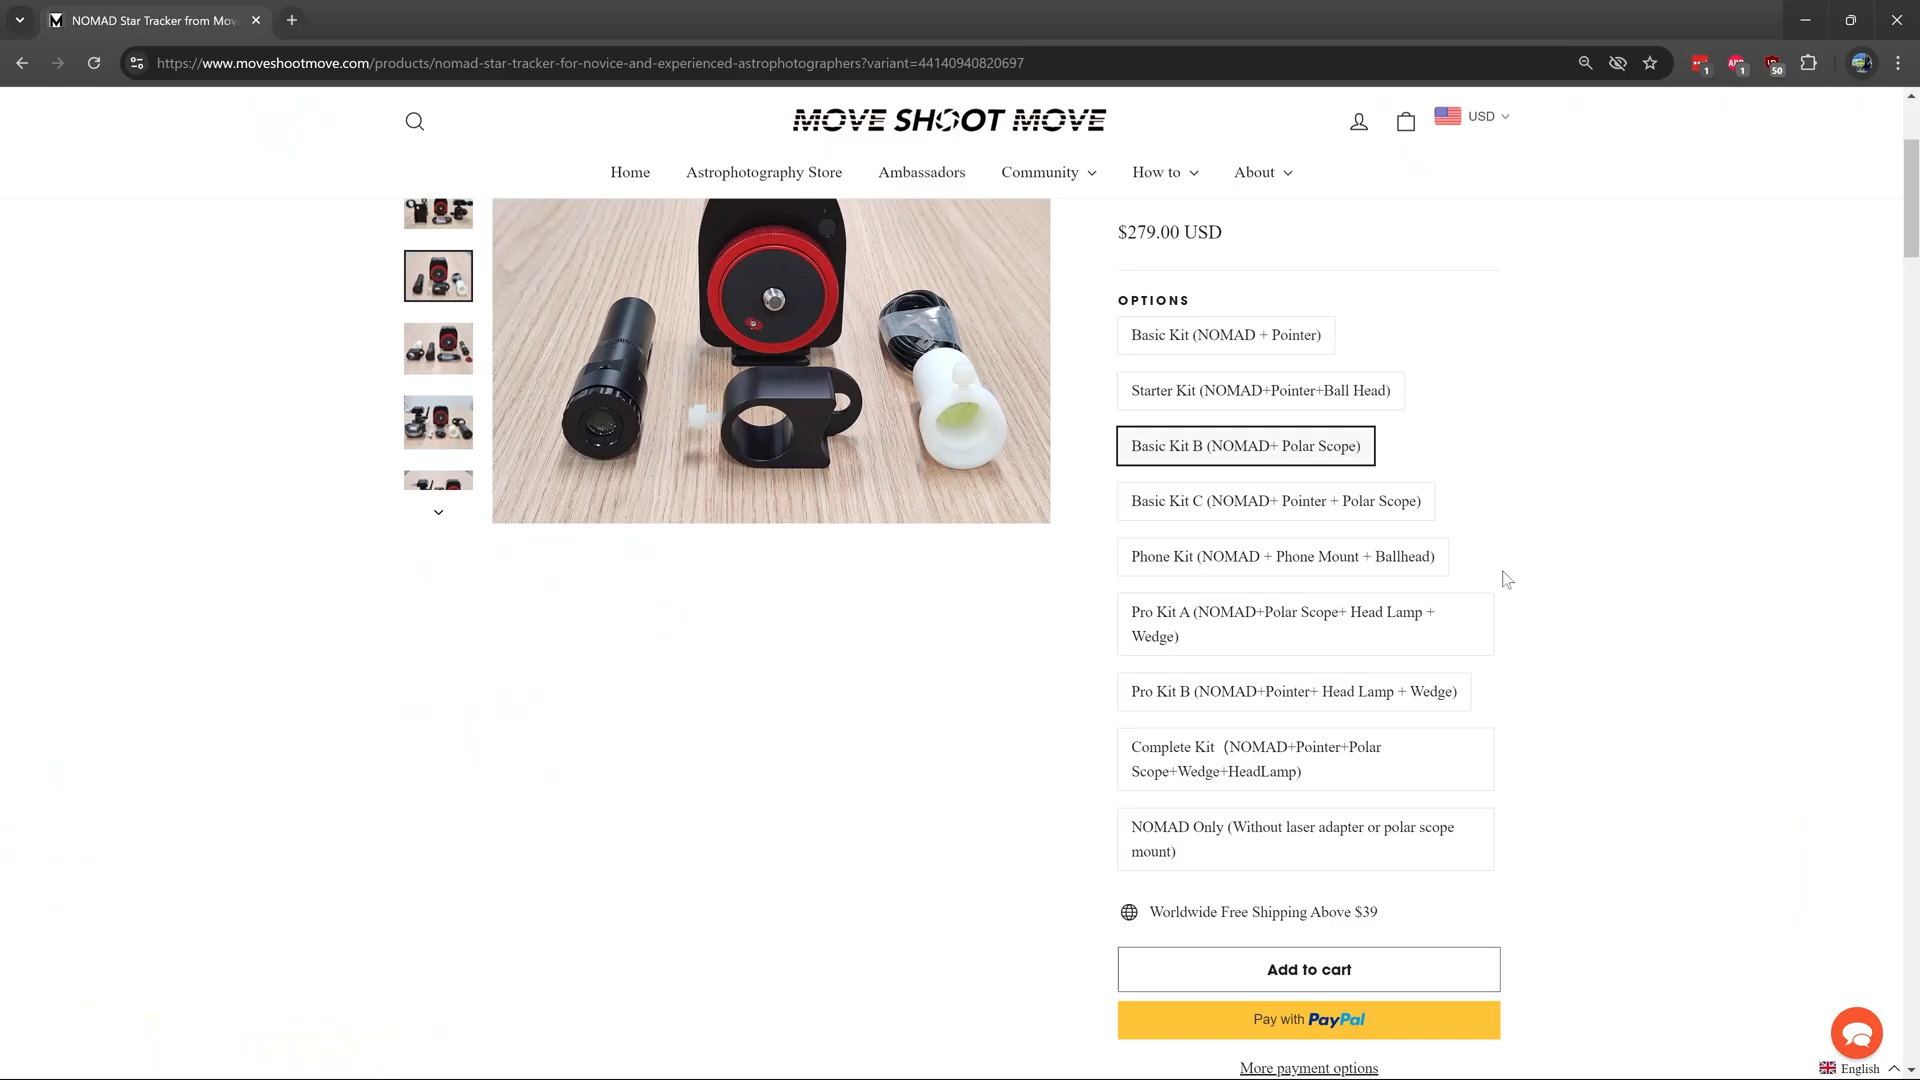 NOMAD Star Tracker from Mov
https://www.moveshootmove.com/products/nomad-star-tracker-for-novice-and-experienced-astrophotographers?variant=44140940820697
1
ABP
1
50
MOVE SHOOT MOVE
USD
Home
Astrophotography Store
Ambassadors
Community
How to
About
$279.00 USD
OPTIONS
Basic Kit (NOMAD + Pointer)
Starter Kit (NOMAD+Pointer+Ball Head)
Basic Kit B (NOMAD+ Polar Scope)
Basic Kit C (NOMAD+ Pointer + Polar Scope)
Phone Kit (NOMAD + Phone Mount + Ballhead)
Pro Kit A (NOMAD+Polar Scope+ Head Lamp +
Wedge)
Pro Kit B (NOMAD+Pointer+ Head Lamp + Wedge)
Complete Kit（NOMAD+Pointer+Polar
Scope+Wedge+HeadLamp)
NOMAD Only (Without laser adapter or polar scope
mount)
Worldwide Free Shipping Above $39
Add to cart
Pay with PayPal
More payment options
English